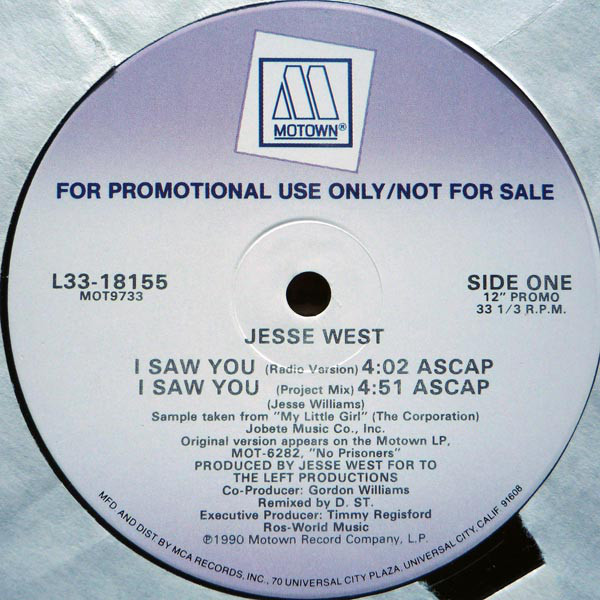 MOTOWN®
FOR PROMOTIONAL USE ONLY/NOT FOR SALE
L33-18155
MOT9733
SIDE ONE
12" PROMO
33 1/3 R.P.M.
JESSE WEST
I SAW YOU (Radio Version) 4:02 ASCAP
I SAW YOU (Project Mix) 4:51 ASCAP
(Jesse Williams)
Sample taken from "My Little Girl" (The Corporation)
Jobete Music Co., Inc.
Original version appears on the Motown LP,
MOT-6282, "No Prisoners"
PRODUCED BY JESSE WEST FOR TO
THE LEFT PRODUCTIONS
Co-Producer: Gordon Williams
Remixed by D. ST.
Executive Producer: Timmy Regisford
Ros-World Music
℗1990 Motown Record Company, L.P.
MFD. AND DIST. BY MCA RECORDS, INC., 70 UNIVERSAL CITY PLAZA, UNIVERSAL CITY, CALIF. 91608